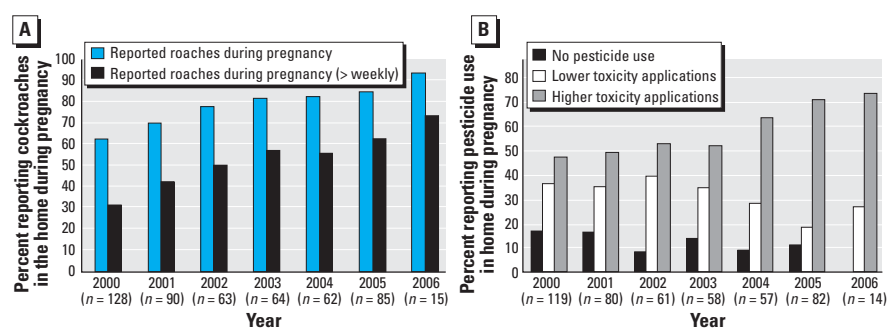 A
Reported roaches during pregnancy
Reported roaches during pregnancy (> weekly)
Percent reporting cockroaches
in the home during pregnancy
100
90
80
70
60
50
40
30
20
10
0
2000 2001 2002 2003 2004 2005 2006
(n = 128) (n = 90) (n = 63) (n = 64) (n = 62) (n = 85) (n = 15)
Year
B
No pesticide use
Lower toxicity applications
Higher toxicity applications
Percent reporting pesticide use
in home during pregnancy
80
70
60
50
40
30
20
10
0
2000 2001 2002 2003 2004 2005 2006
(n = 119) (n = 80) (n = 61) (n = 58) (n = 57) (n = 82) (n = 14)
Year